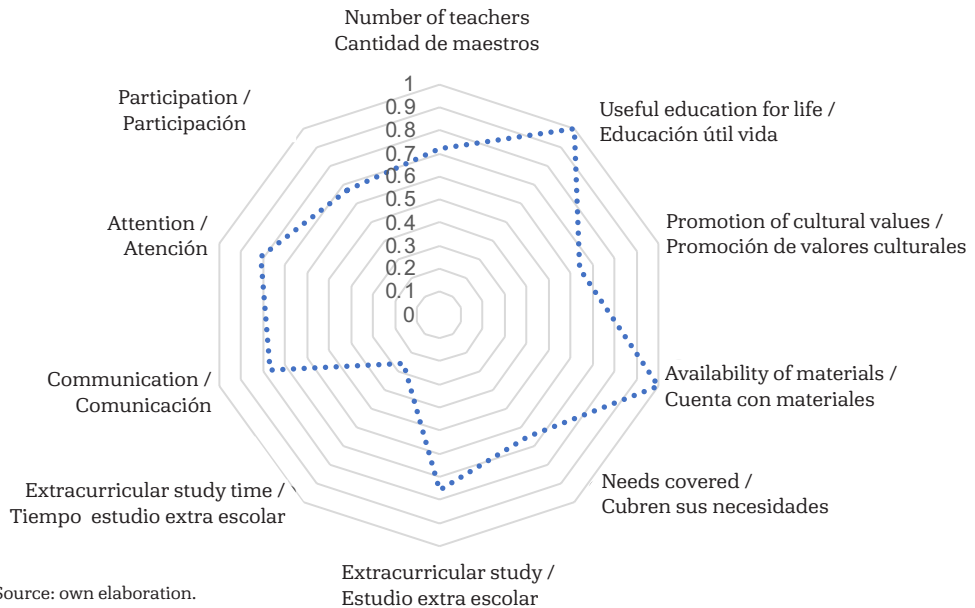 Number of teachers
Cantidad de maestros
1
0.9
0.8
0.7
0.6
0.5
0.4
0.3
0.2
0.1
0
Useful education for life /
Educación útil vida
Promotion of cultural values /
Promoción de valores culturales
Availability of materials /
Cuenta con materiales
Needs covered /
Cubren sus necesidades
Extracurricular study /
Estudio extra escolar
Extracurricular study time /
Tiempo estudio extra escolar
Communication /
Comunicación
Attention /
Atención
Participation /
Participación
Source: own elaboration.